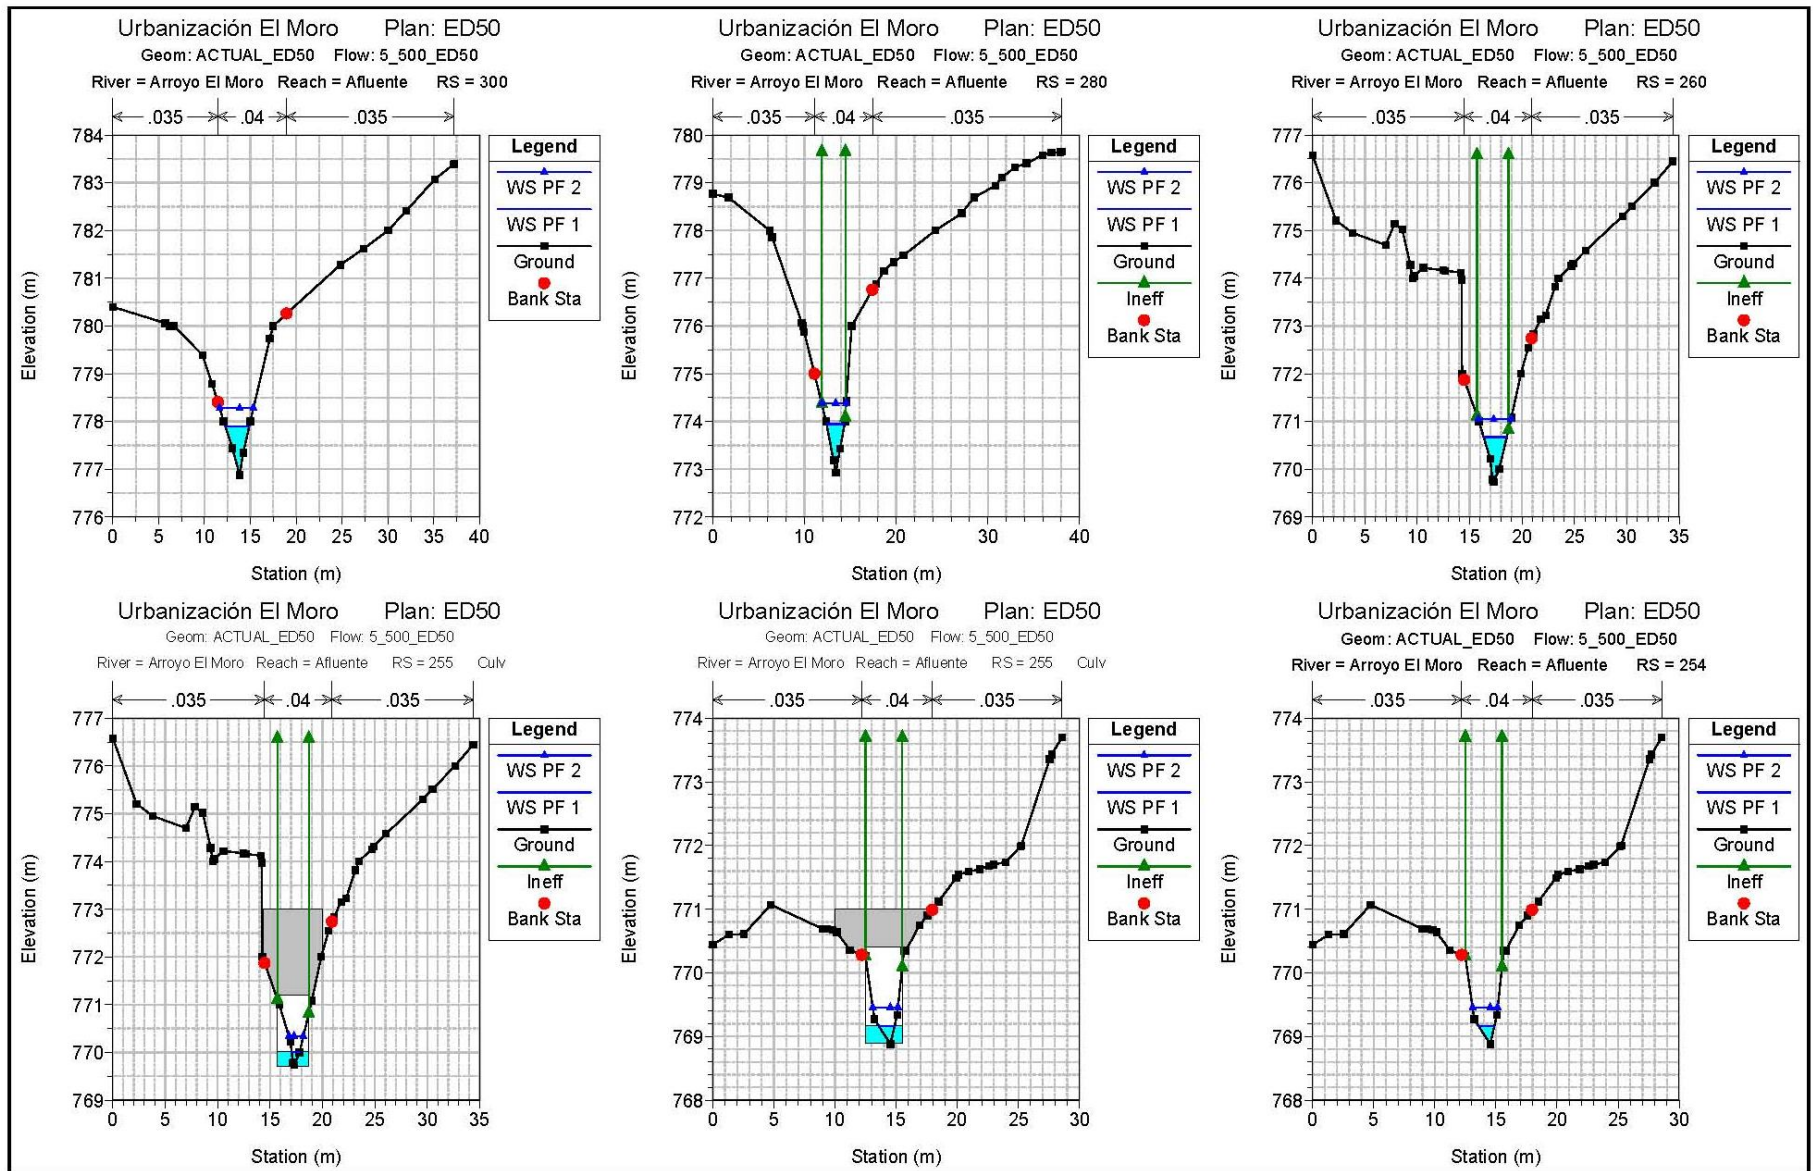 Urbanización El Moro Plan: ED50
Geom: ACTUAL_ED50 Flow: 5_500_ED50
River = Arroyo El Moro Reach = Afluente RS = 300
.035 .04 .035
784
783
782
781
780
779
778
777
776
Elevation (m)
0 5 10 15 20 25 30 35 40
Station (m)
Legend
WS PF 2
WS PF 1
Ground
Bank Sta
Urbanización El Moro Plan: ED50
Geom: ACTUAL_ED50 Flow: 5_500_ED50
River = Arroyo El Moro Reach = Afluente RS = 280
.035 .04 .035
780
779
778
777
776
775
774
773
772
Elevation (m)
0 10 20 30 40
Station (m)
Legend
WS PF 2
WS PF 1
Ground
Ineff
Bank Sta
Urbanización El Moro Plan: ED50
Geom: ACTUAL_ED50 Flow: 5_500_ED50
River = Arroyo El Moro Reach = Afluente RS = 260
.035 .04 .035
777
776
775
774
773
772
771
770
769
Elevation (m)
0 5 10 15 20 25 30 35
Station (m)
Legend
WS PF 2
WS PF 1
Ground
Ineff
Bank Sta
Urbanización El Moro Plan: ED50
Geom: ACTUAL_ED50 Flow: 5_500_ED50
River = Arroyo El Moro Reach = Afluente RS = 255 Culv
.035 .04 .035
777
776
775
774
773
772
771
770
769
Elevation (m)
0 5 10 15 20 25 30 35
Station (m)
Legend
WS PF 2
WS PF 1
Ground
Ineff
Bank Sta
Urbanización El Moro Plan: ED50
Geom: ACTUAL_ED50 Flow: 5_500_ED50
River = Arroyo El Moro Reach = Afluente RS = 255 Culv
.035 .04 .035
774
773
772
771
770
769
768
Elevation (m)
0 5 10 15 20 25 30
Station (m)
Legend
WS PF 2
WS PF 1
Ground
Ineff
Bank Sta
Urbanización El Moro Plan: ED50
Geom: ACTUAL_ED50 Flow: 5_500_ED50
River = Arroyo El Moro Reach = Afluente RS = 254
.035 .04 .035
774
773
772
771
770
769
768
Elevation (m)
0 5 10 15 20 25 30
Station (m)
Legend
WS PF 2
WS PF 1
Ground
Ineff
Bank Sta